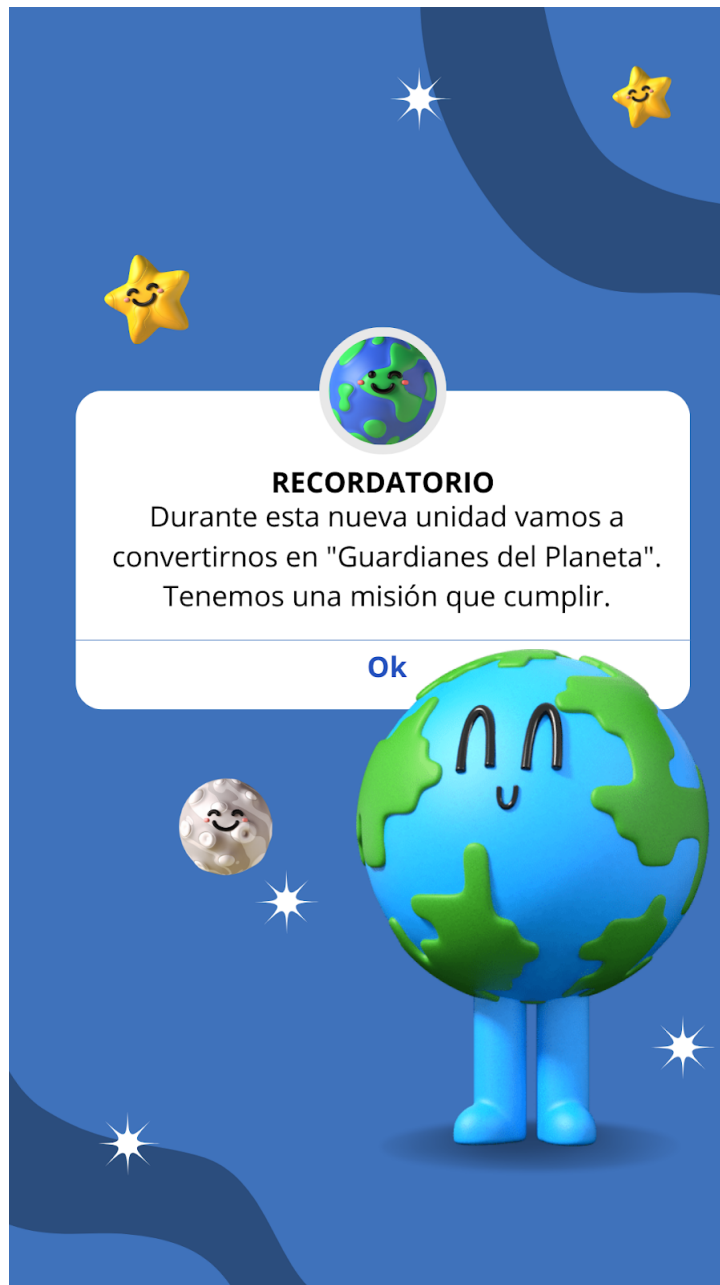 RECORDATORIO
Durante esta nueva unidad vamos a
convertirnos en "Guardianes del Planeta".
Tenemos una misión que cumplir.
Ok